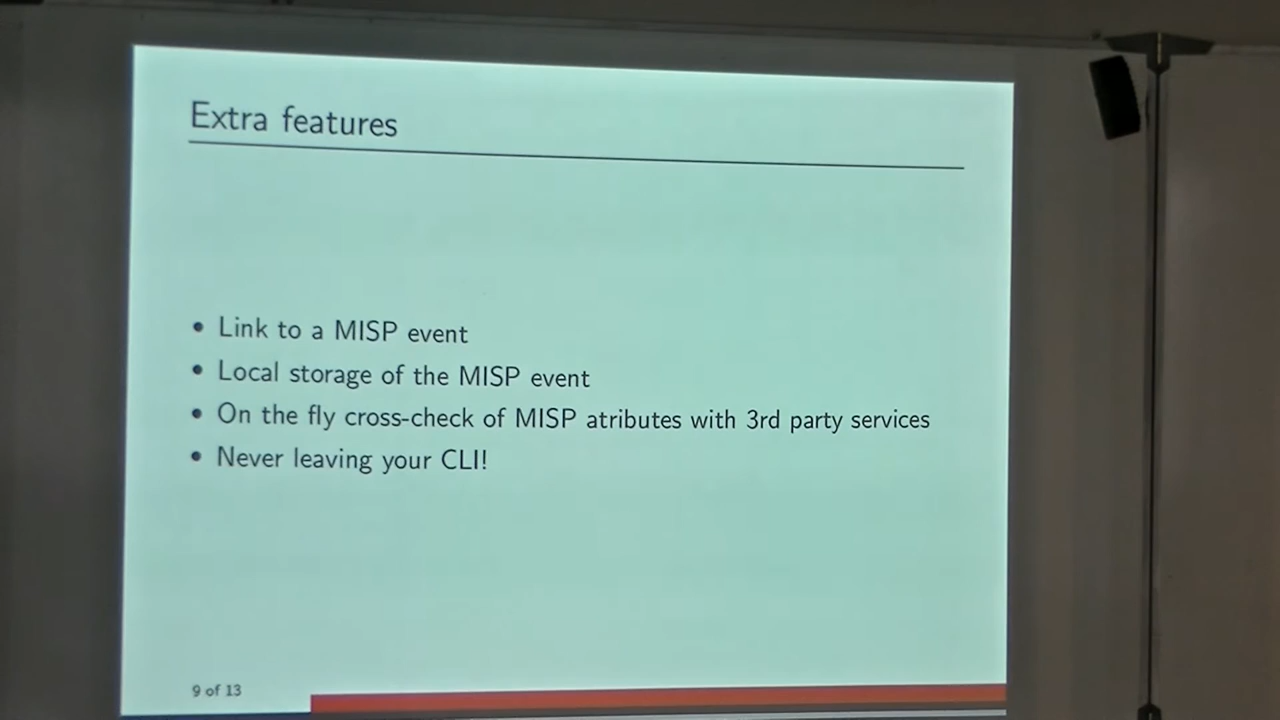 Extra features
• Link to a MISP event
• Local storage of the MISP event
• On the fly cross-check of MISP atributes with 3rd party services
• Never leaving your CLI!
9 of 13